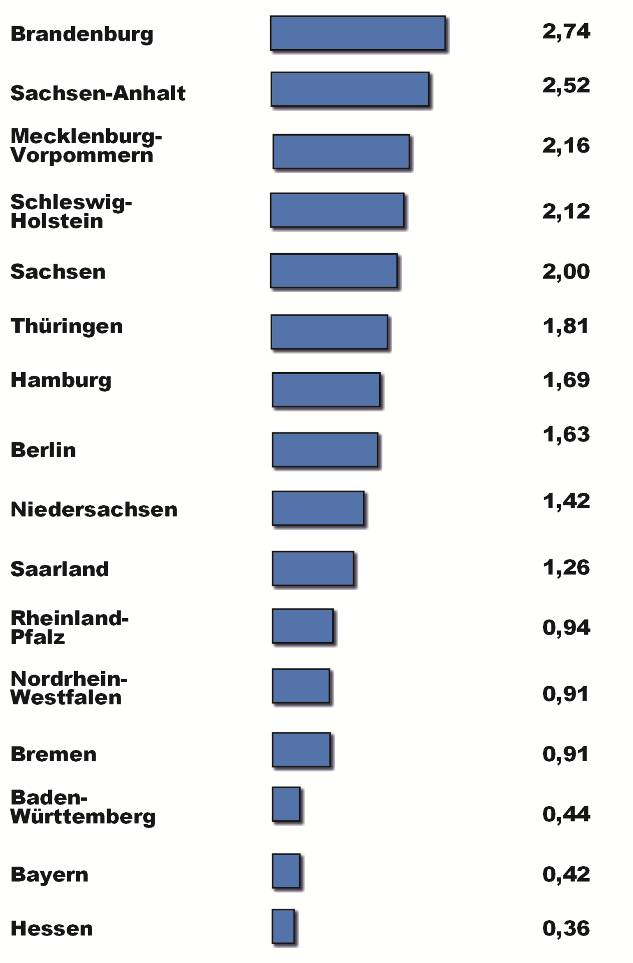 Brandenburg 2,74
Sachsen-Anhalt 2,52
Mecklenburg-
Vorpommern 2,16
Schleswig-
Holstein 2,12
Sachsen 2,00
Thüringen 1,81
Hamburg 1,69
Berlin 1,63
Niedersachsen 1,42
Saarland 1,26
Rheinland-
Pfalz 0,94
Nordrhein-
Westfalen 0,91
Bremen 0,91
Baden-
Württemberg 0,44
Bayern 0,42
Hessen 0,36